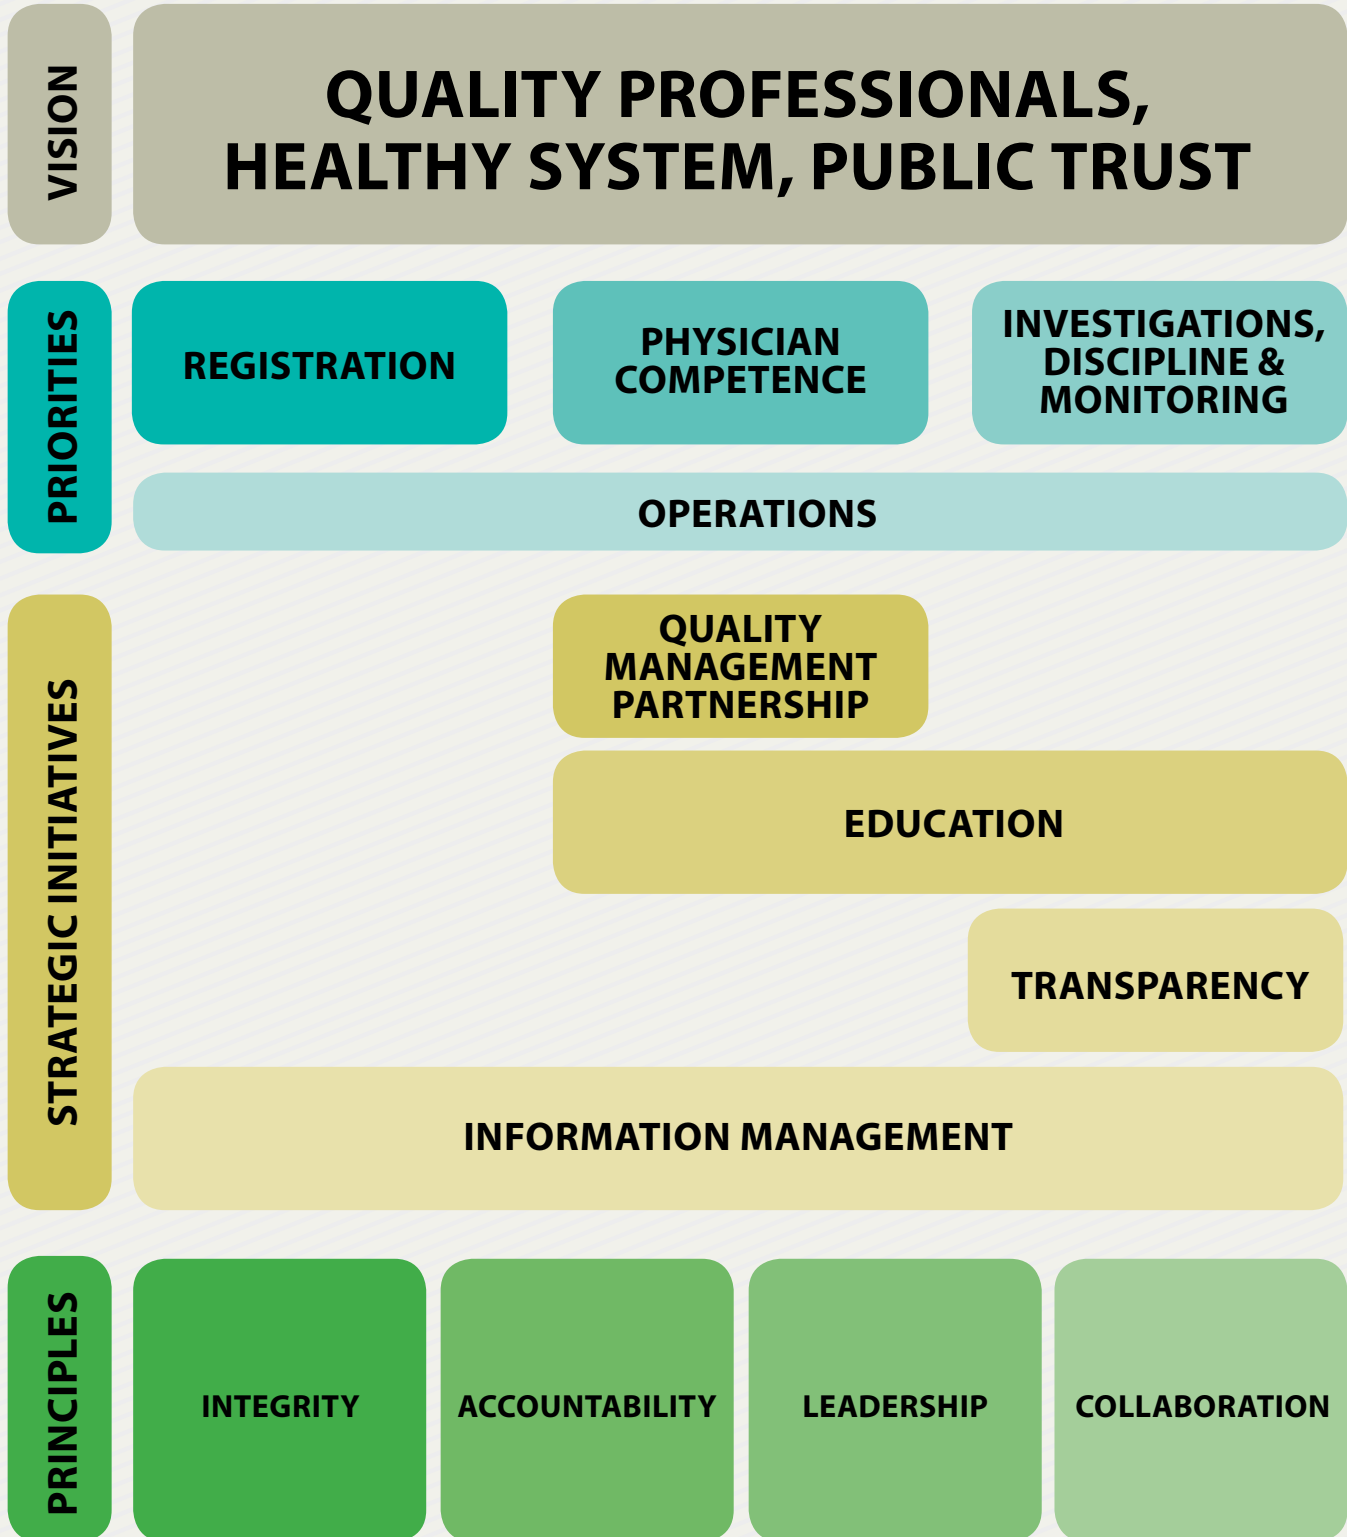 VISION
QUALITY PROFESSIONALS,
HEALTHY SYSTEM, PUBLIC TRUST
PRIORITIES
REGISTRATION
PHYSICIAN
COMPETENCE
INVESTIGATIONS,
DISCIPLINE &
MONITORING
OPERATIONS
STRATEGIC INITIATIVES
QUALITY
MANAGEMENT
PARTNERSHIP
EDUCATION
TRANSPARENCY
INFORMATION MANAGEMENT
PRINCIPLES
INTEGRITY
ACCOUNTABILITY
LEADERSHIP
COLLABORATION